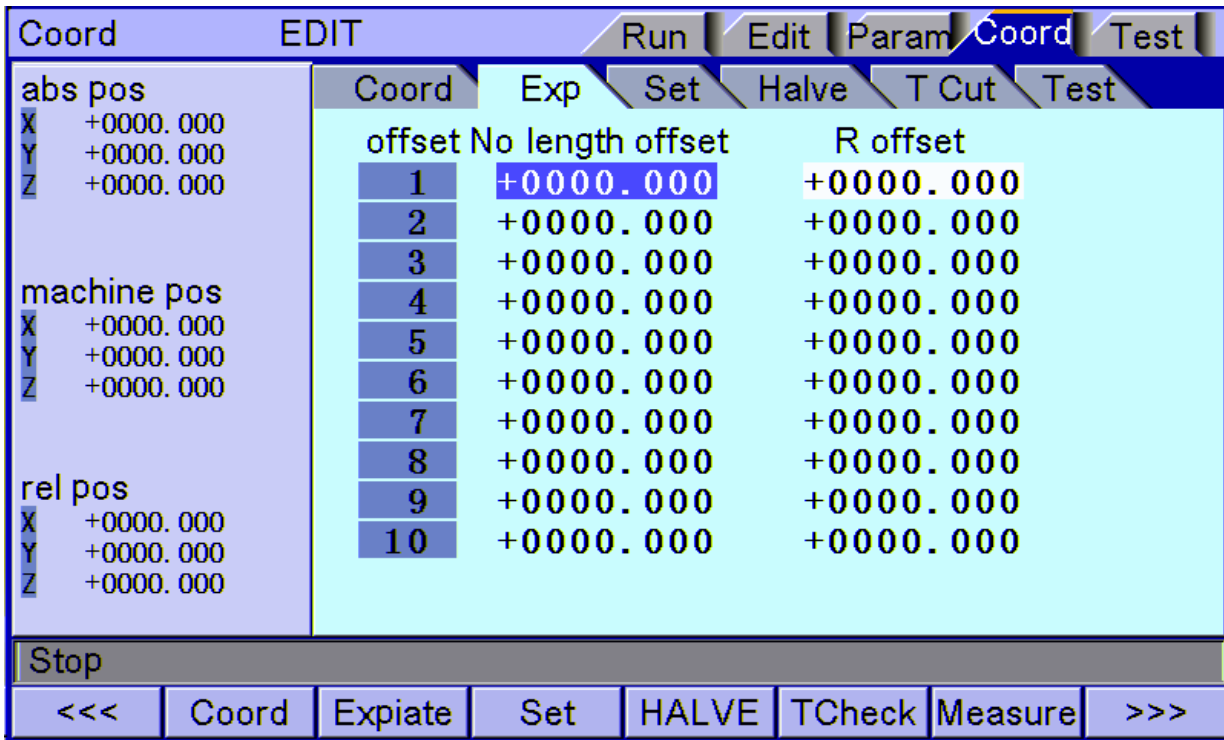 Coord EDIT Run Edit Param Coord Test
Coord Exp Set Halve T Cut Test
abs pos
X +0000.000
Y +0000.000
Z +0000.000
machine pos
X +0000.000
Y +0000.000
Z +0000.000
rel pos
X +0000.000
Y +0000.000
Z +0000.000
offset No length offset R offset
1 +0000.000 +0000.000
2 +0000.000 +0000.000
3 +0000.000 +0000.000
4 +0000.000 +0000.000
5 +0000.000 +0000.000
6 +0000.000 +0000.000
7 +0000.000 +0000.000
8 +0000.000 +0000.000
9 +0000.000 +0000.000
10 +0000.000 +0000.000
Stop
<<< Coord Expiate Set HALVE TCheck Measure >>>